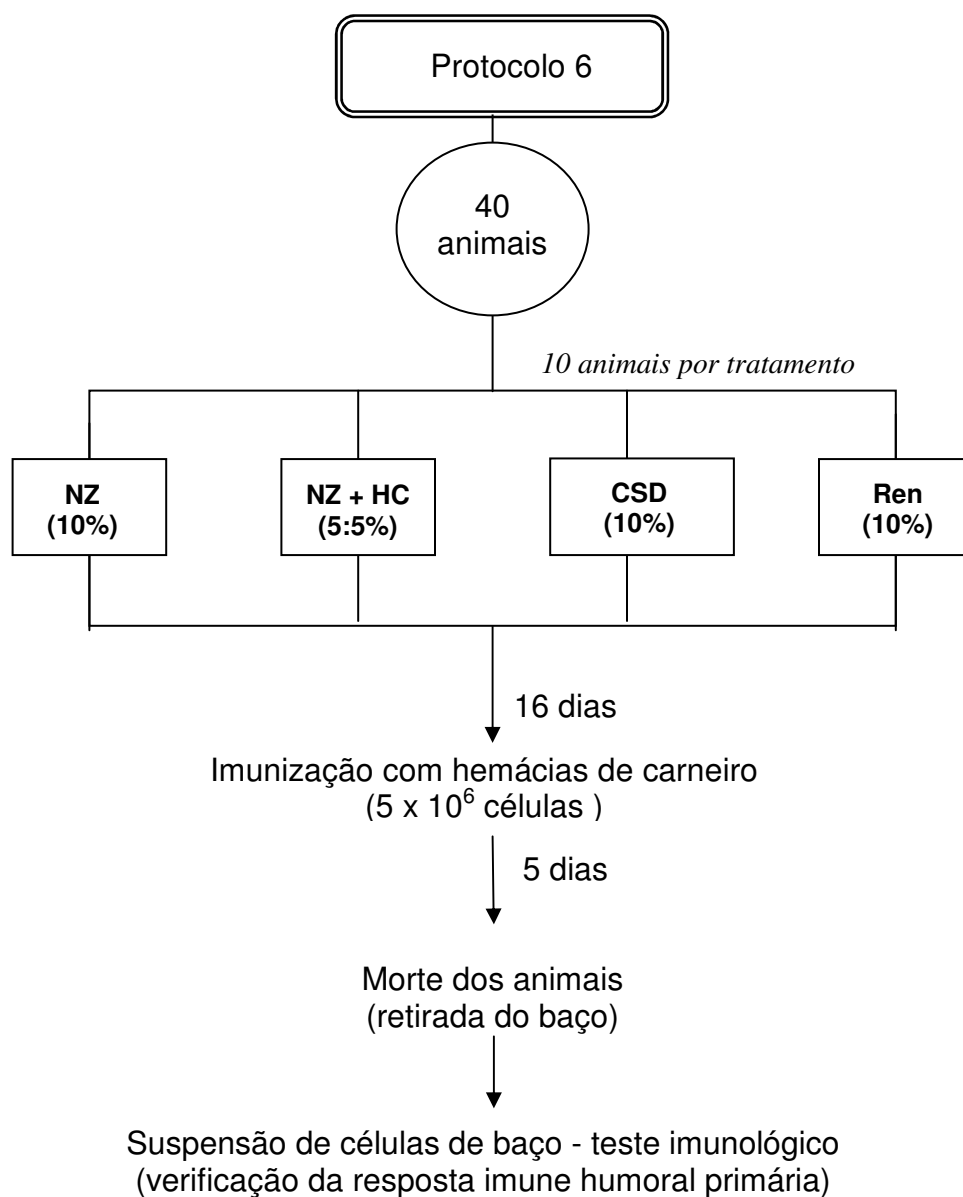 Protocolo 6
40
animais
10 animais por tratamento
NZ
(10%)
NZ + HC
(5:5%)
CSD
(10%)
Ren
(10%)
16 dias
Imunização com hemácias de carneiro
(5 x 10⁶ células )
5 dias
Morte dos animais
(retirada do baço)
Suspensão de células de baço - teste imunológico
(verificação da resposta imune humoral primária)